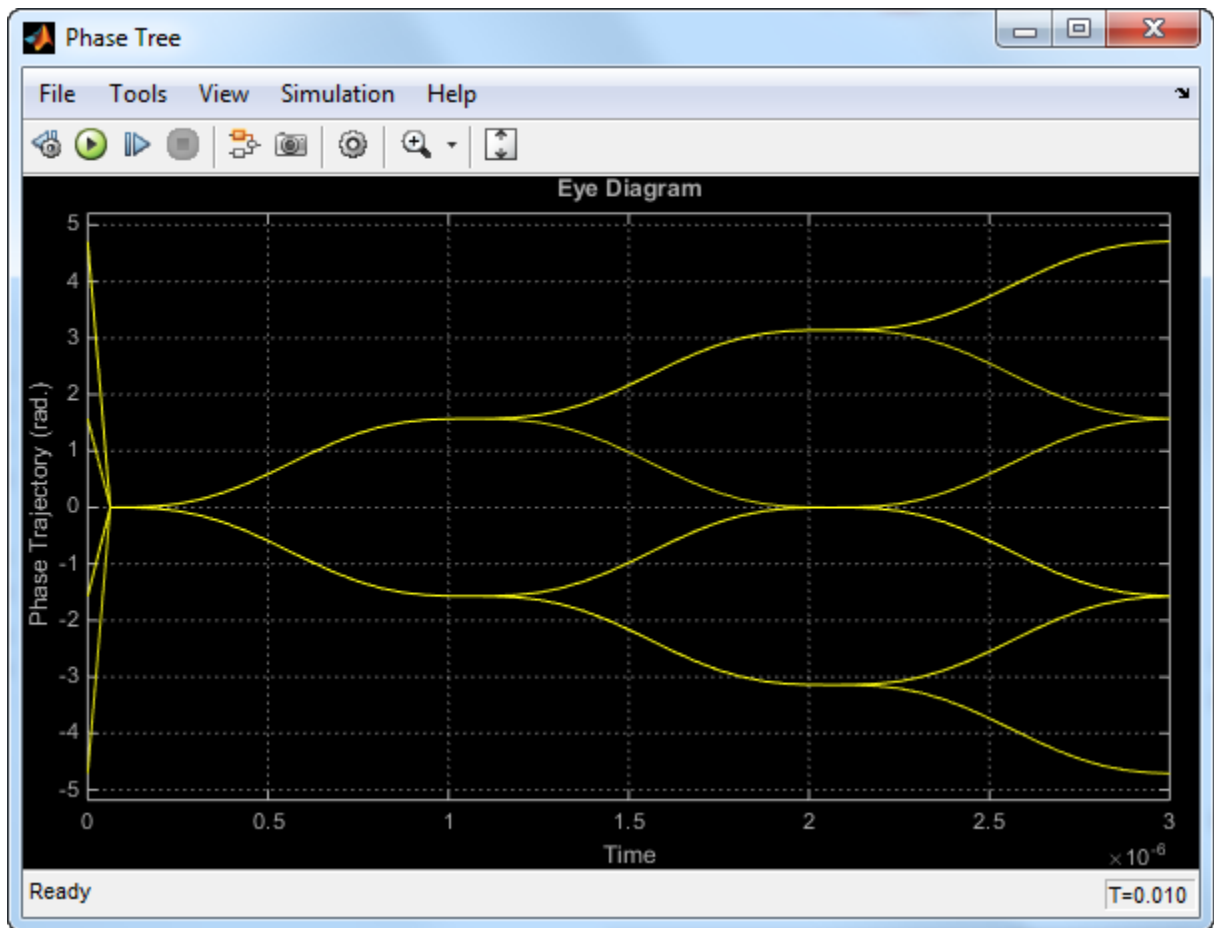 Phase Tree
File Tools View Simulation Help
Eye Diagram
5
4
3
2
1
0
-1
-2
-3
-4
-5
Phase Trajectory (rad.)
0 0.5 1 1.5 2 2.5 3
Time
×10⁻⁶
Ready T=0.010